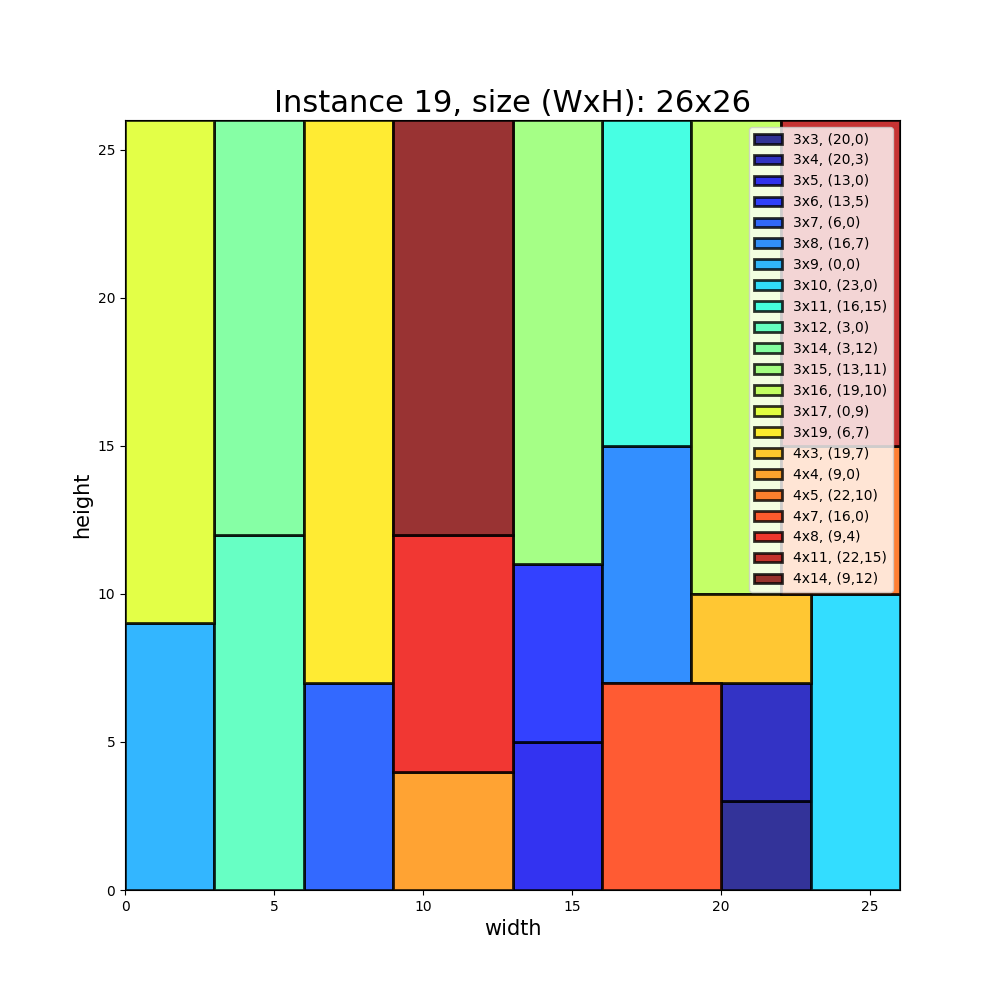 Instance 19, size (WxH): 26x26
height
25
20
15
10
5
0
3x3, (20,0)
3x4, (20,3)
3x5, (13,0)
3x6, (13,5)
3x7, (6,0)
3x8, (16,7)
3x9, (0,0)
3x10, (23,0)
3x11, (16,15)
3x12, (3,0)
3x14, (3,12)
3x15, (13,11)
3x16, (19,10)
3x17, (0,9)
3x19, (6,7)
4x3, (19,7)
4x4, (9,0)
4x5, (22,10)
4x7, (16,0)
4x8, (9,4)
4x11, (22,15)
4x14, (9,12)
0 5 10 15 20 25
width